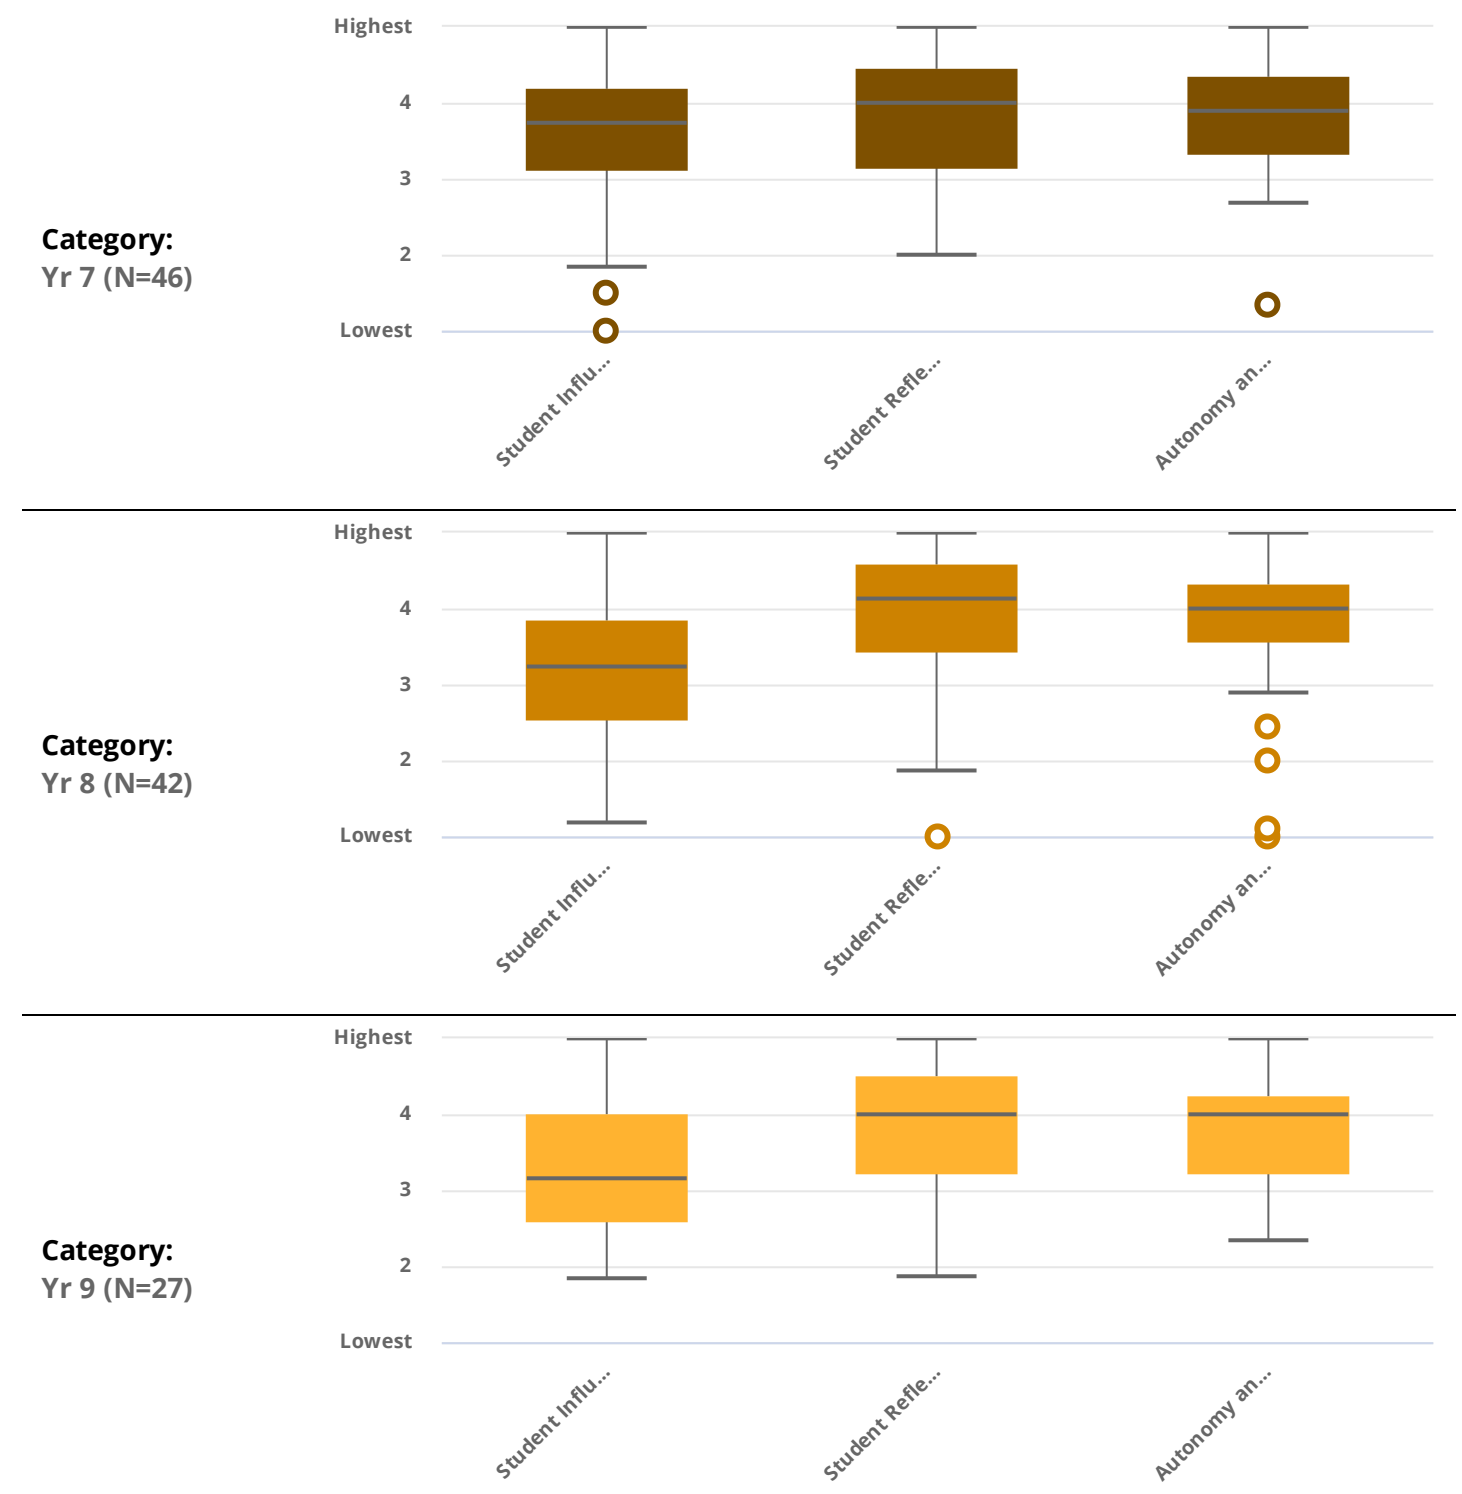 Highest
4
3
2
Lowest
Category:
Yr 7 (N=46)
Student Influ...
Student Refle...
Autonomy an...
Highest
4
3
2
Lowest
Category:
Yr 8 (N=42)
Student Influ...
Student Refle...
Autonomy an...
Highest
4
3
2
Lowest
Category:
Yr 9 (N=27)
Student Influ...
Student Refle...
Autonomy an...